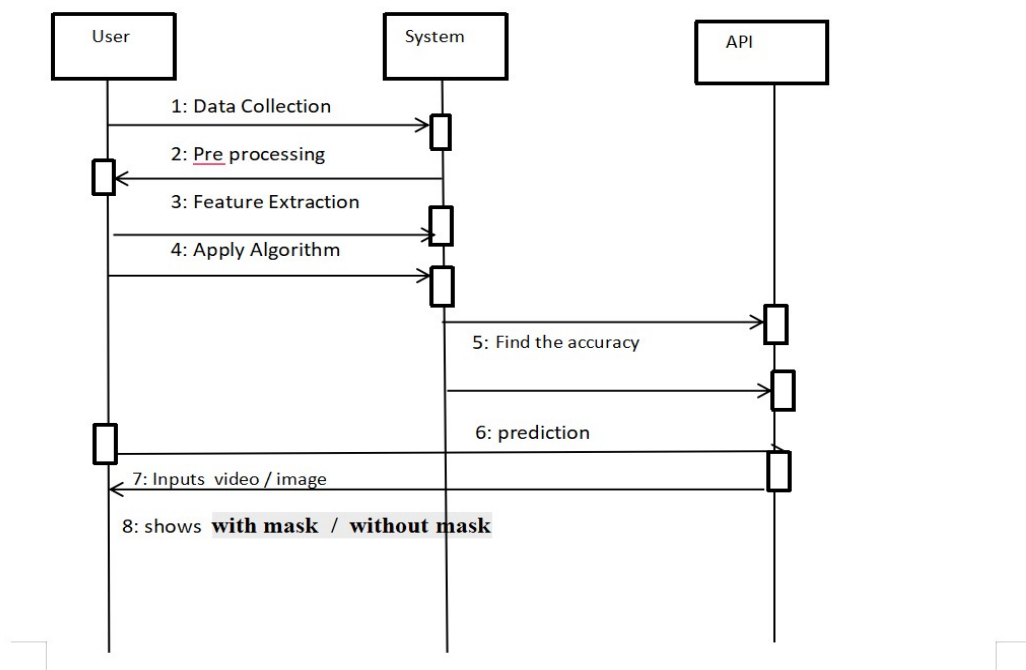 User
System
API
1: Data Collection
2: Pre processing
3: Feature Extraction
4: Apply Algorithm
5: Find the accuracy
6: prediction
7: Inputs video / image
8: shows with mask / without mask